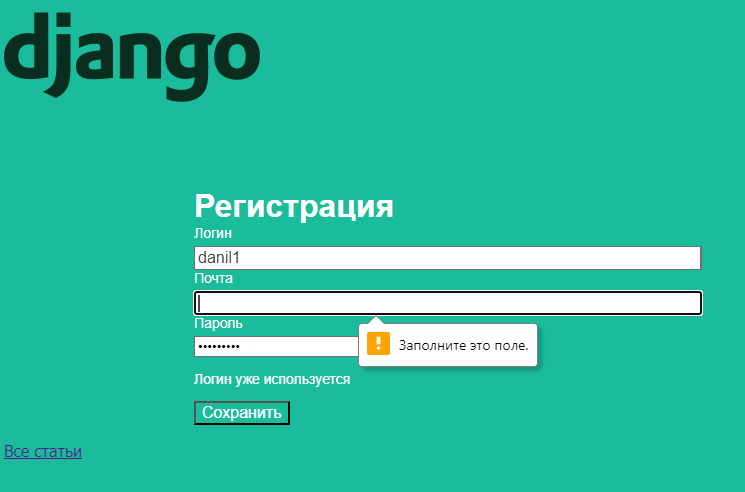 django
Регистрация
Логин
danil1
Почта
Пароль
•••••••••
Заполните это поле.
Логин уже используется
Сохранить
Все статьи